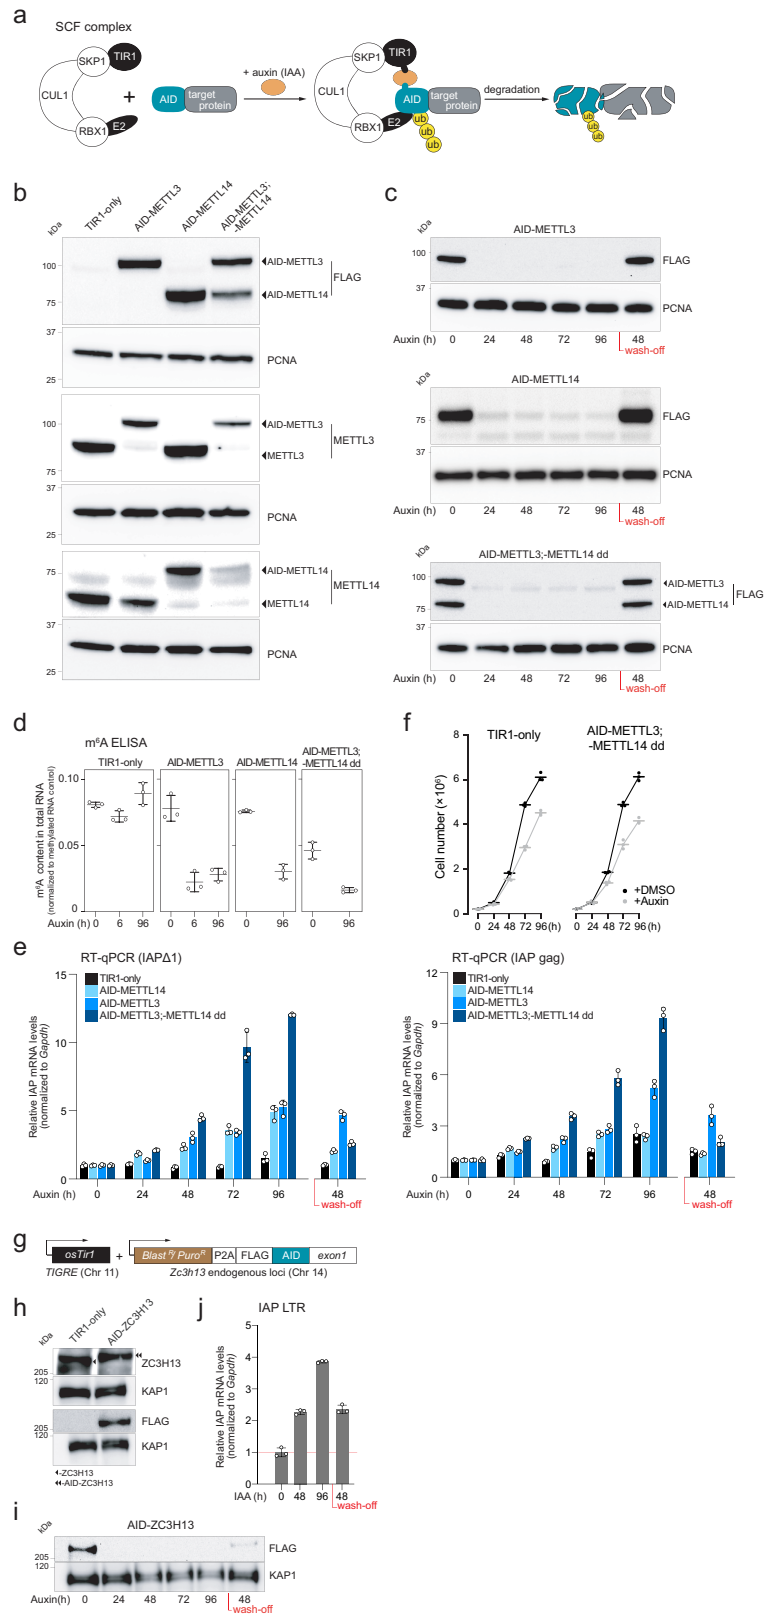 a
SCF complex
SKP1
TIR1
CUL1
+
AID
target protein
RBX1
E2
+ auxin (IAA)
SKP1
TIR1
CUL1
AID
target protein
RBX1
E2
ub
ub
ub
degradation
ub
ub
ub
b
kDa
TIR1-only
AID-METTL3
AID-METTL14
AID-METTL3;
-METTL14
100
75
AID-METTL3
AID-METTL14
FLAG
37
25
PCNA
100
75
AID-METTL3
METTL3
METTL3
37
25
PCNA
75
AID-METTL14
METTL14
METTL14
37
25
PCNA
c
kDa
AID-METTL3
100
FLAG
37
PCNA
Auxin (h) 0 24 48 72 96 48
wash-off
kDa
AID-METTL14
75
FLAG
37
PCNA
Auxin (h) 0 24 48 72 96 48
wash-off
kDa
AID-METTL3;-METTL14 dd
100
75
AID-METTL3
AID-METTL14
FLAG
37
PCNA
Auxin (h) 0 24 48 72 96 48
wash-off
d
m⁶A ELISA
TIR1-only
AID-METTL3
AID-METTL14
AID-METTL3;
-METTL14 dd
m⁶A content in total RNA
(normalized to methylated RNA control)
0.10
0.05
0
Auxin (h) 0 6 96 0 6 96 0 96 0 96
f
TIR1-only
AID-METTL3;
-METTL14 dd
Cell number (×10⁶)
8
6
4
2
0
0 24 48 72 96 (h)
0 24 48 72 96 (h)
+DMSO
+Auxin
e
RT-qPCR (IAPΔ1)
TIR1-only
AID-METTL14
AID-METTL3
AID-METTL3;-METTL14 dd
Relative IAP mRNA levels
(normalized to Gapdh)
15
10
5
0
Auxin (h) 0 24 48 72 96 48
wash-off
RT-qPCR (IAP gag)
TIR1-only
AID-METTL14
AID-METTL3
AID-METTL3;-METTL14 dd
Relative IAP mRNA levels
(normalized to Gapdh)
12
9
6
3
0
Auxin (h) 0 24 48 72 96 48
wash-off
g
osTir1
+
Blast ᴿ/ Puroᴿ P2A FLAG AID exon1
TIGRE (Chr 11)
Zc3h13 endogenous loci (Chr 14)
h
kDa
TIR1-only
AID-ZC3H13
ZC3H13
205
120
KAP1
FLAG
205
120
KAP1
-ZC3H13
-AID-ZC3H13
j
IAP LTR
Relative IAP mRNA levels
(normalized to Gapdh)
5
4
3
2
1
0
IAA (h) 0 48 96 48
wash-off
i
kDa
AID-ZC3H13
FLAG
205
120
KAP1
Auxin(h) 0 24 48 72 96 48
wash-off